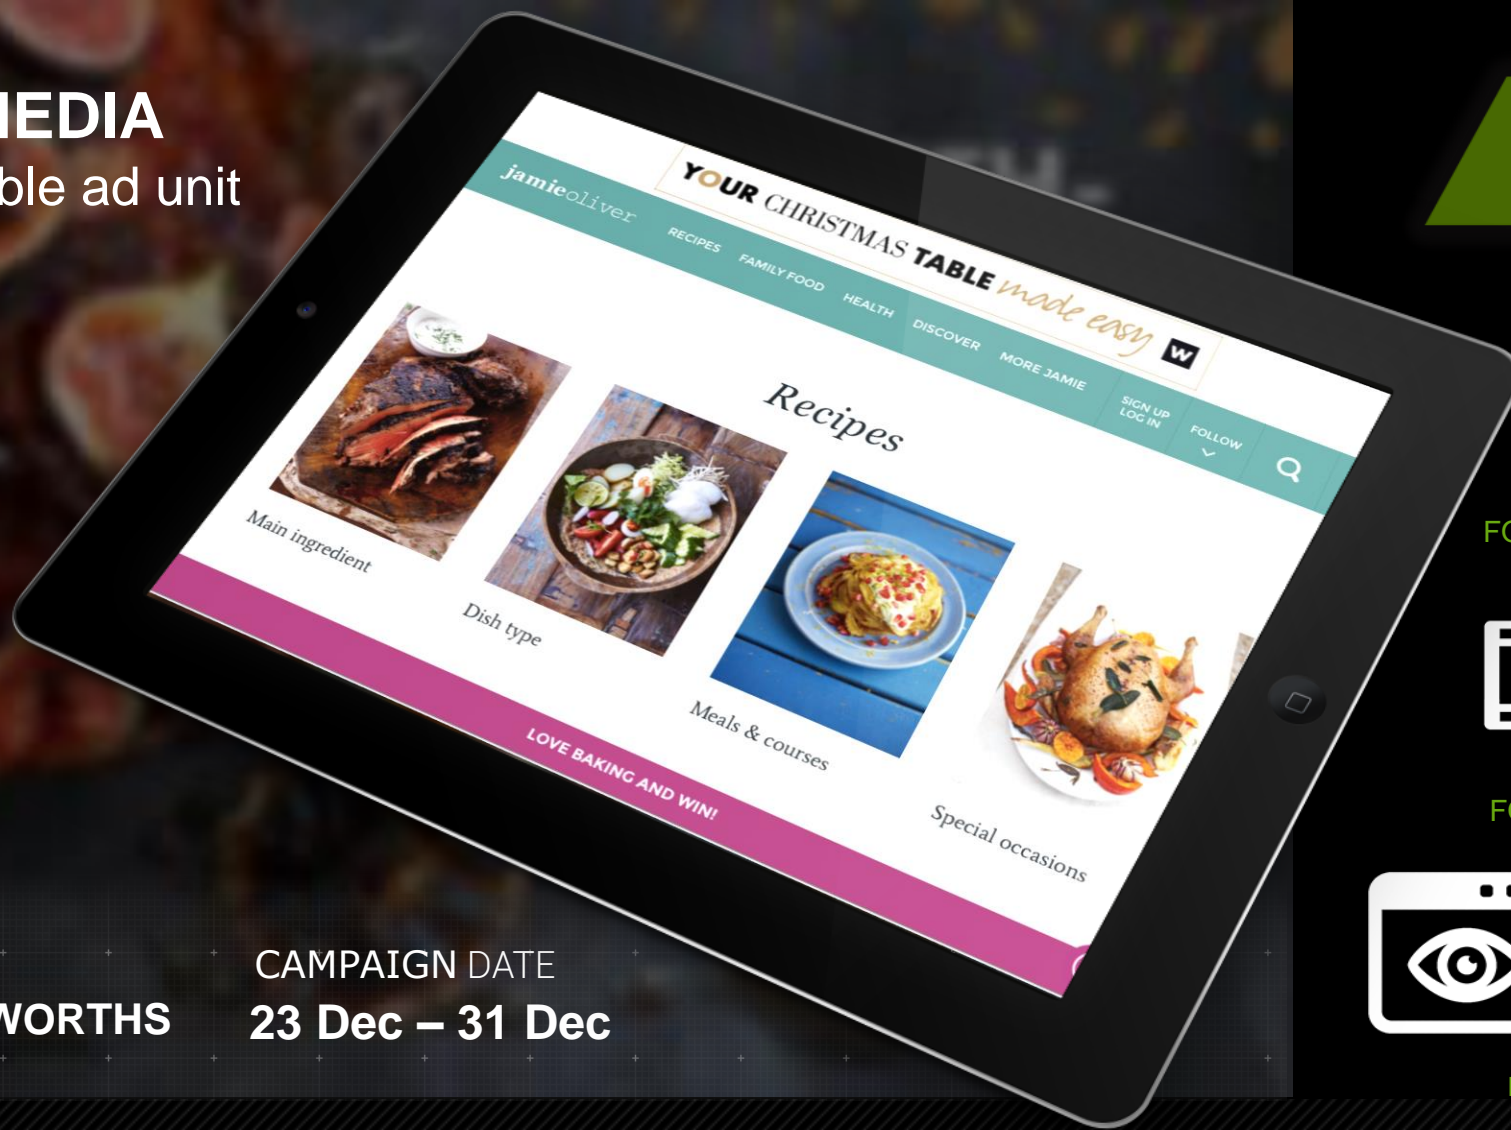 MEDIA
ble ad unit
YOUR CHRISTMAS TABLE made easy W
jamieoliver
RECIPES
FAMILY FOOD
HEALTH
DISCOVER
MORE JAMIE
SIGN UP
LOG IN
FOLLOW
Recipes
Main ingredient
Dish type
Meals & courses
Special occasions
LOVE BAKING AND WIN!
CAMPAIGN DATE
WORTHS
23 Dec – 31 Dec